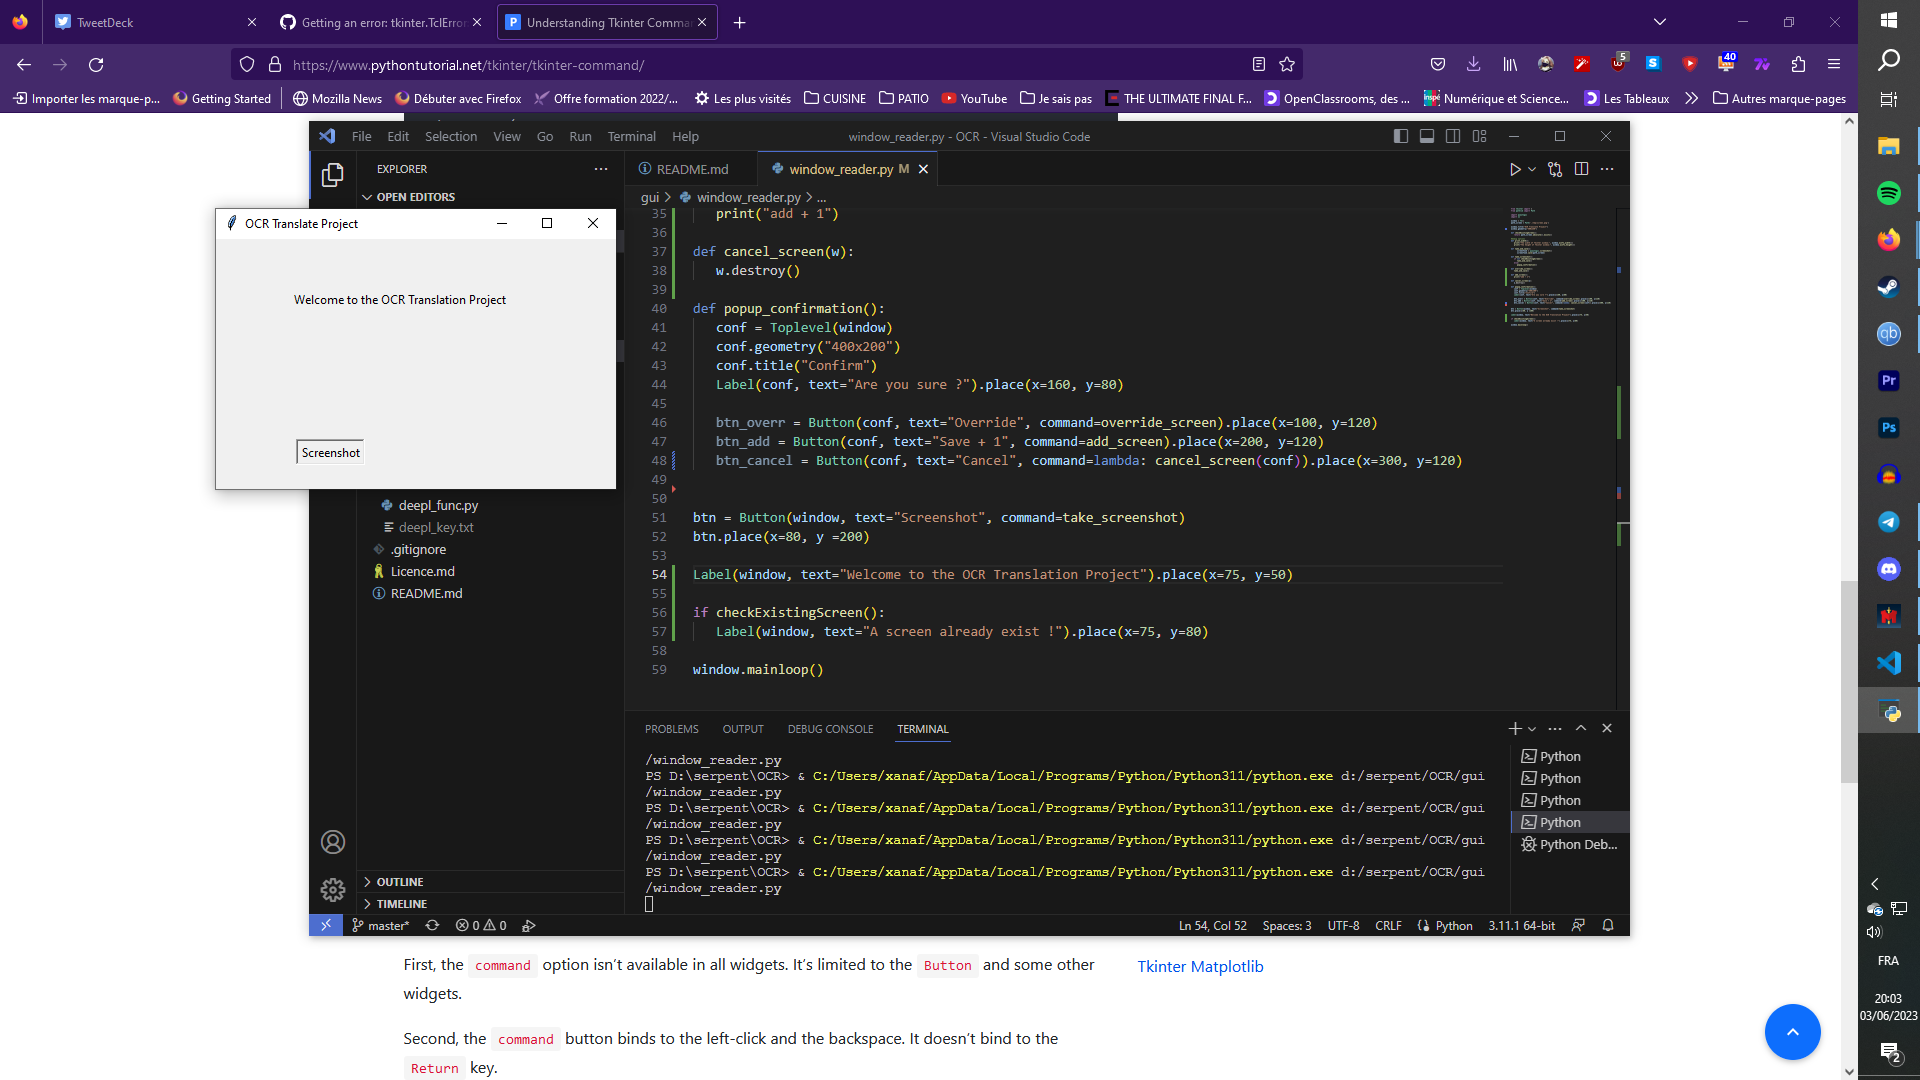 TweetDeck
Getting an error: tkinter.TclError
Understanding Tkinter Comma
https://www.pythontutorial.net/tkinter/tkinter-command/
5
40
Importer les marque-p...
Getting Started
Mozilla News
Débuter avec Firefox
Offre formation 2022/...
Les plus visités
CUISINE
PATIO
YouTube
Je sais pas
THE ULTIMATE FINAL F...
OpenClassrooms, des ...
Numérique et Science...
Les Tableaux
Autres marque-pages
File Edit Selection View Go Run Terminal Help
window_reader.py - OCR - Visual Studio Code
EXPLORER
OPEN EDITORS
README.md
window_reader.py M
gui > window_reader.py > ...
OCR Translate Project
Welcome to the OCR Translation Project
Screenshot
deepl_func.py
deepl_key.txt
.gitignore
Licence.md
README.md
OUTLINE
TIMELINE
35 print("add + 1")
36
37 def cancel_screen(w):
38 w.destroy()
39
40 def popup_confirmation():
41 conf = Toplevel(window)
42 conf.geometry("400x200")
43 conf.title("Confirm")
44 Label(conf, text="Are you sure ?").place(x=160, y=80)
45
46 btn_overr = Button(conf, text="Override", command=override_screen).place(x=100, y=120)
47 btn_add = Button(conf, text="Save + 1", command=add_screen).place(x=200, y=120)
48 btn_cancel = Button(conf, text="Cancel", command=lambda: cancel_screen(conf)).place(x=300, y=120)
49
50
51 btn = Button(window, text="Screenshot", command=take_screenshot)
52 btn.place(x=80, y =200)
53
54 Label(window, text="Welcome to the OCR Translation Project").place(x=75, y=50)
55
56 if checkExistingScreen():
57 Label(window, text="A screen already exist !").place(x=75, y=80)
58
59 window.mainloop()
PROBLEMS OUTPUT DEBUG CONSOLE TERMINAL
/window_reader.py
PS D:\serpent\OCR> & C:/Users/xanaf/AppData/Local/Programs/Python/Python311/python.exe d:/serpent/OCR/gui
/window_reader.py
PS D:\serpent\OCR> & C:/Users/xanaf/AppData/Local/Programs/Python/Python311/python.exe d:/serpent/OCR/gui
/window_reader.py
PS D:\serpent\OCR> & C:/Users/xanaf/AppData/Local/Programs/Python/Python311/python.exe d:/serpent/OCR/gui
/window_reader.py
PS D:\serpent\OCR> & C:/Users/xanaf/AppData/Local/Programs/Python/Python311/python.exe d:/serpent/OCR/gui
/window_reader.py
Python
Python
Python
Python
Python Deb...
master* 0 0
Ln 54, Col 52 Spaces: 3 UTF-8 CRLF Python 3.11.1 64-bit
First, the command option isn't available in all widgets. It's limited to the Button and some other
widgets.
Second, the command button binds to the left-click and the backspace. It doesn't bind to the
Return key.
Tkinter Matplotlib
qb
Pr
Ps
FRA
20:03
03/06/2023
2